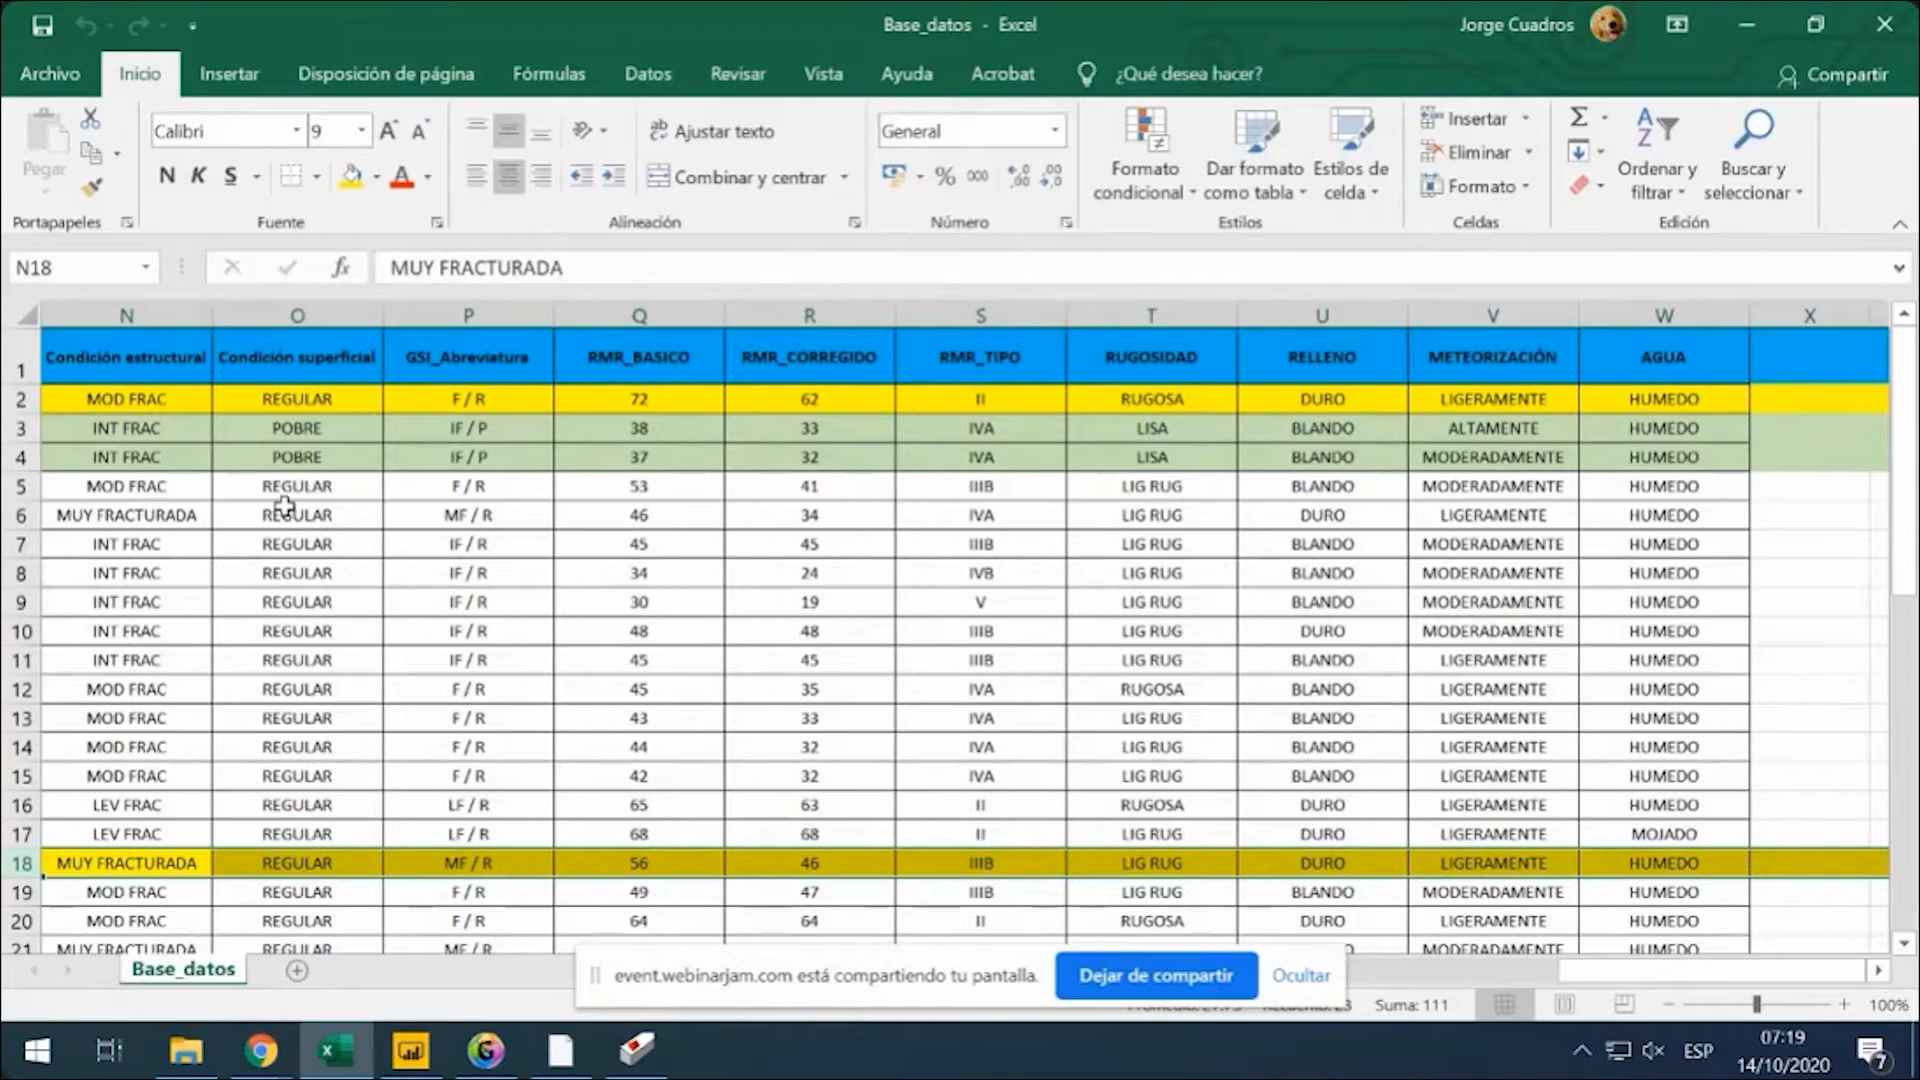 Base_datos - Excel
Jorge Cuadros
Archivo Inicio Insertar Disposición de página Fórmulas Datos Revisar Vista Ayuda Acrobat ¿Qué desea hacer? Compartir
Pegar
Portapapeles
Calibri 9
N K S
Fuente
Ajustar texto
Combinar y centrar
Alineación
General
% 000
Número
Formato condicional
Dar formato como tabla
Estilos de celda
Estilos
Insertar
Eliminar
Formato
Celdas
Ordenar y filtrar
Buscar y seleccionar
Edición
N18 fx MUY FRACTURADA
N O P Q R S T U V W X
1 Condición estructural Condición superficial GSI_Abreviatura RMR_BASICO RMR_CORREGIDO RMR_TIPO RUGOSIDAD RELLENO METEORIZACIÓN AGUA
2 MOD FRAC REGULAR F / R 72 62 II RUGOSA DURO LIGERAMENTE HUMEDO
3 INT FRAC POBRE IF / P 38 33 IVA LISA BLANDO ALTAMENTE HUMEDO
4 INT FRAC POBRE IF / P 37 32 IVA LISA BLANDO MODERADAMENTE HUMEDO
5 MOD FRAC REGULAR F / R 53 41 IIIB LIG RUG BLANDO MODERADAMENTE HUMEDO
6 MUY FRACTURADA REGULAR MF / R 46 34 IVA LIG RUG DURO LIGERAMENTE HUMEDO
7 INT FRAC REGULAR IF / R 45 45 IIIB LIG RUG BLANDO MODERADAMENTE HUMEDO
8 INT FRAC REGULAR IF / R 34 24 IVB LIG RUG BLANDO MODERADAMENTE HUMEDO
9 INT FRAC REGULAR IF / R 30 19 V LIG RUG BLANDO MODERADAMENTE HUMEDO
10 INT FRAC REGULAR IF / R 48 48 IIIB LIG RUG DURO MODERADAMENTE HUMEDO
11 INT FRAC REGULAR IF / R 45 45 IIIB LIG RUG BLANDO LIGERAMENTE HUMEDO
12 MOD FRAC REGULAR F / R 45 35 IVA RUGOSA BLANDO LIGERAMENTE HUMEDO
13 MOD FRAC REGULAR F / R 43 33 IVA LIG RUG BLANDO LIGERAMENTE HUMEDO
14 MOD FRAC REGULAR F / R 44 32 IVA LIG RUG BLANDO LIGERAMENTE HUMEDO
15 MOD FRAC REGULAR F / R 42 32 IVA LIG RUG BLANDO LIGERAMENTE HUMEDO
16 LEV FRAC REGULAR LF / R 65 63 II RUGOSA DURO LIGERAMENTE HUMEDO
17 LEV FRAC REGULAR LF / R 68 68 II LIG RUG DURO LIGERAMENTE MOJADO
18 MUY FRACTURADA REGULAR MF / R 56 46 IIIB LIG RUG DURO LIGERAMENTE HUMEDO
19 MOD FRAC REGULAR F / R 49 47 IIIB LIG RUG BLANDO MODERADAMENTE HUMEDO
20 MOD FRAC REGULAR F / R 64 64 II RUGOSA DURO LIGERAMENTE HUMEDO
21 MUY FRACTURADA REGULAR MF / R MODERADAMENTE HUMEDO
Base_datos
event.webinarjam.com está compartiendo tu pantalla. Dejar de compartir Ocultar
Suma: 111
100%
ESP
07:19
14/10/2020
7